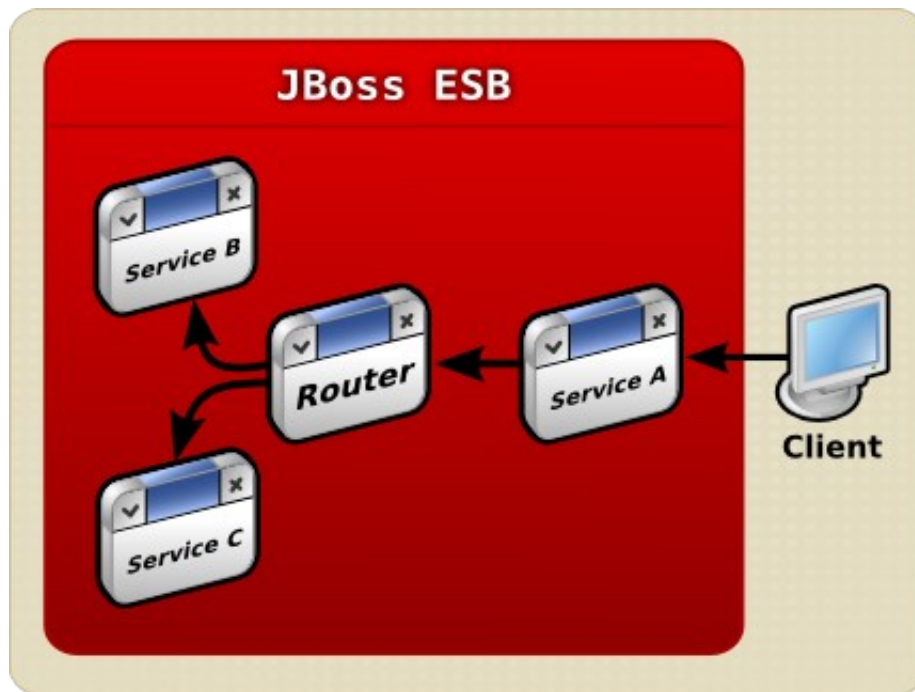 JBoss ESB
Service B
Router
Service A
Client
Service C